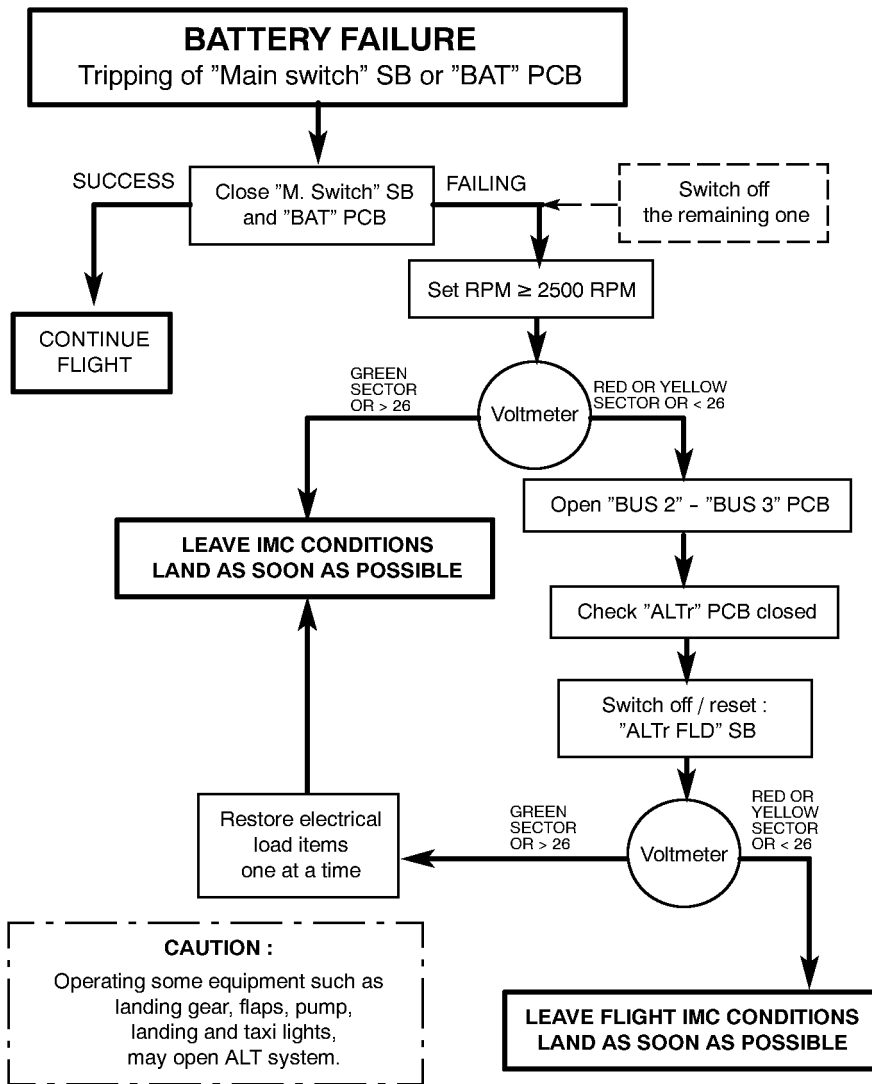 BATTERY FAILURE
Tripping of ”Main switch” SB or ”BAT” PCB
SUCCESS
Close ”M. Switch” SB
and ”BAT” PCB
FAILING
Switch off
the remaining one
Set RPM ≥ 2500 RPM
CONTINUE
FLIGHT
GREEN
SECTOR
OR > 26
Voltmeter
RED OR YELLOW
SECTOR OR < 26
Open ”BUS 2” – ”BUS 3” PCB
LEAVE IMC CONDITIONS
LAND AS SOON AS POSSIBLE
Check ”ALTr” PCB closed
Switch off / reset :
”ALTr FLD” SB
Restore electrical
load items
one at a time
GREEN
SECTOR
OR > 26
Voltmeter
RED OR
YELLOW
SECTOR
OR < 26
CAUTION :
Operating some equipment such as
landing gear, flaps, pump,
landing and taxi lights,
may open ALT system.
LEAVE FLIGHT IMC CONDITIONS
LAND AS SOON AS POSSIBLE